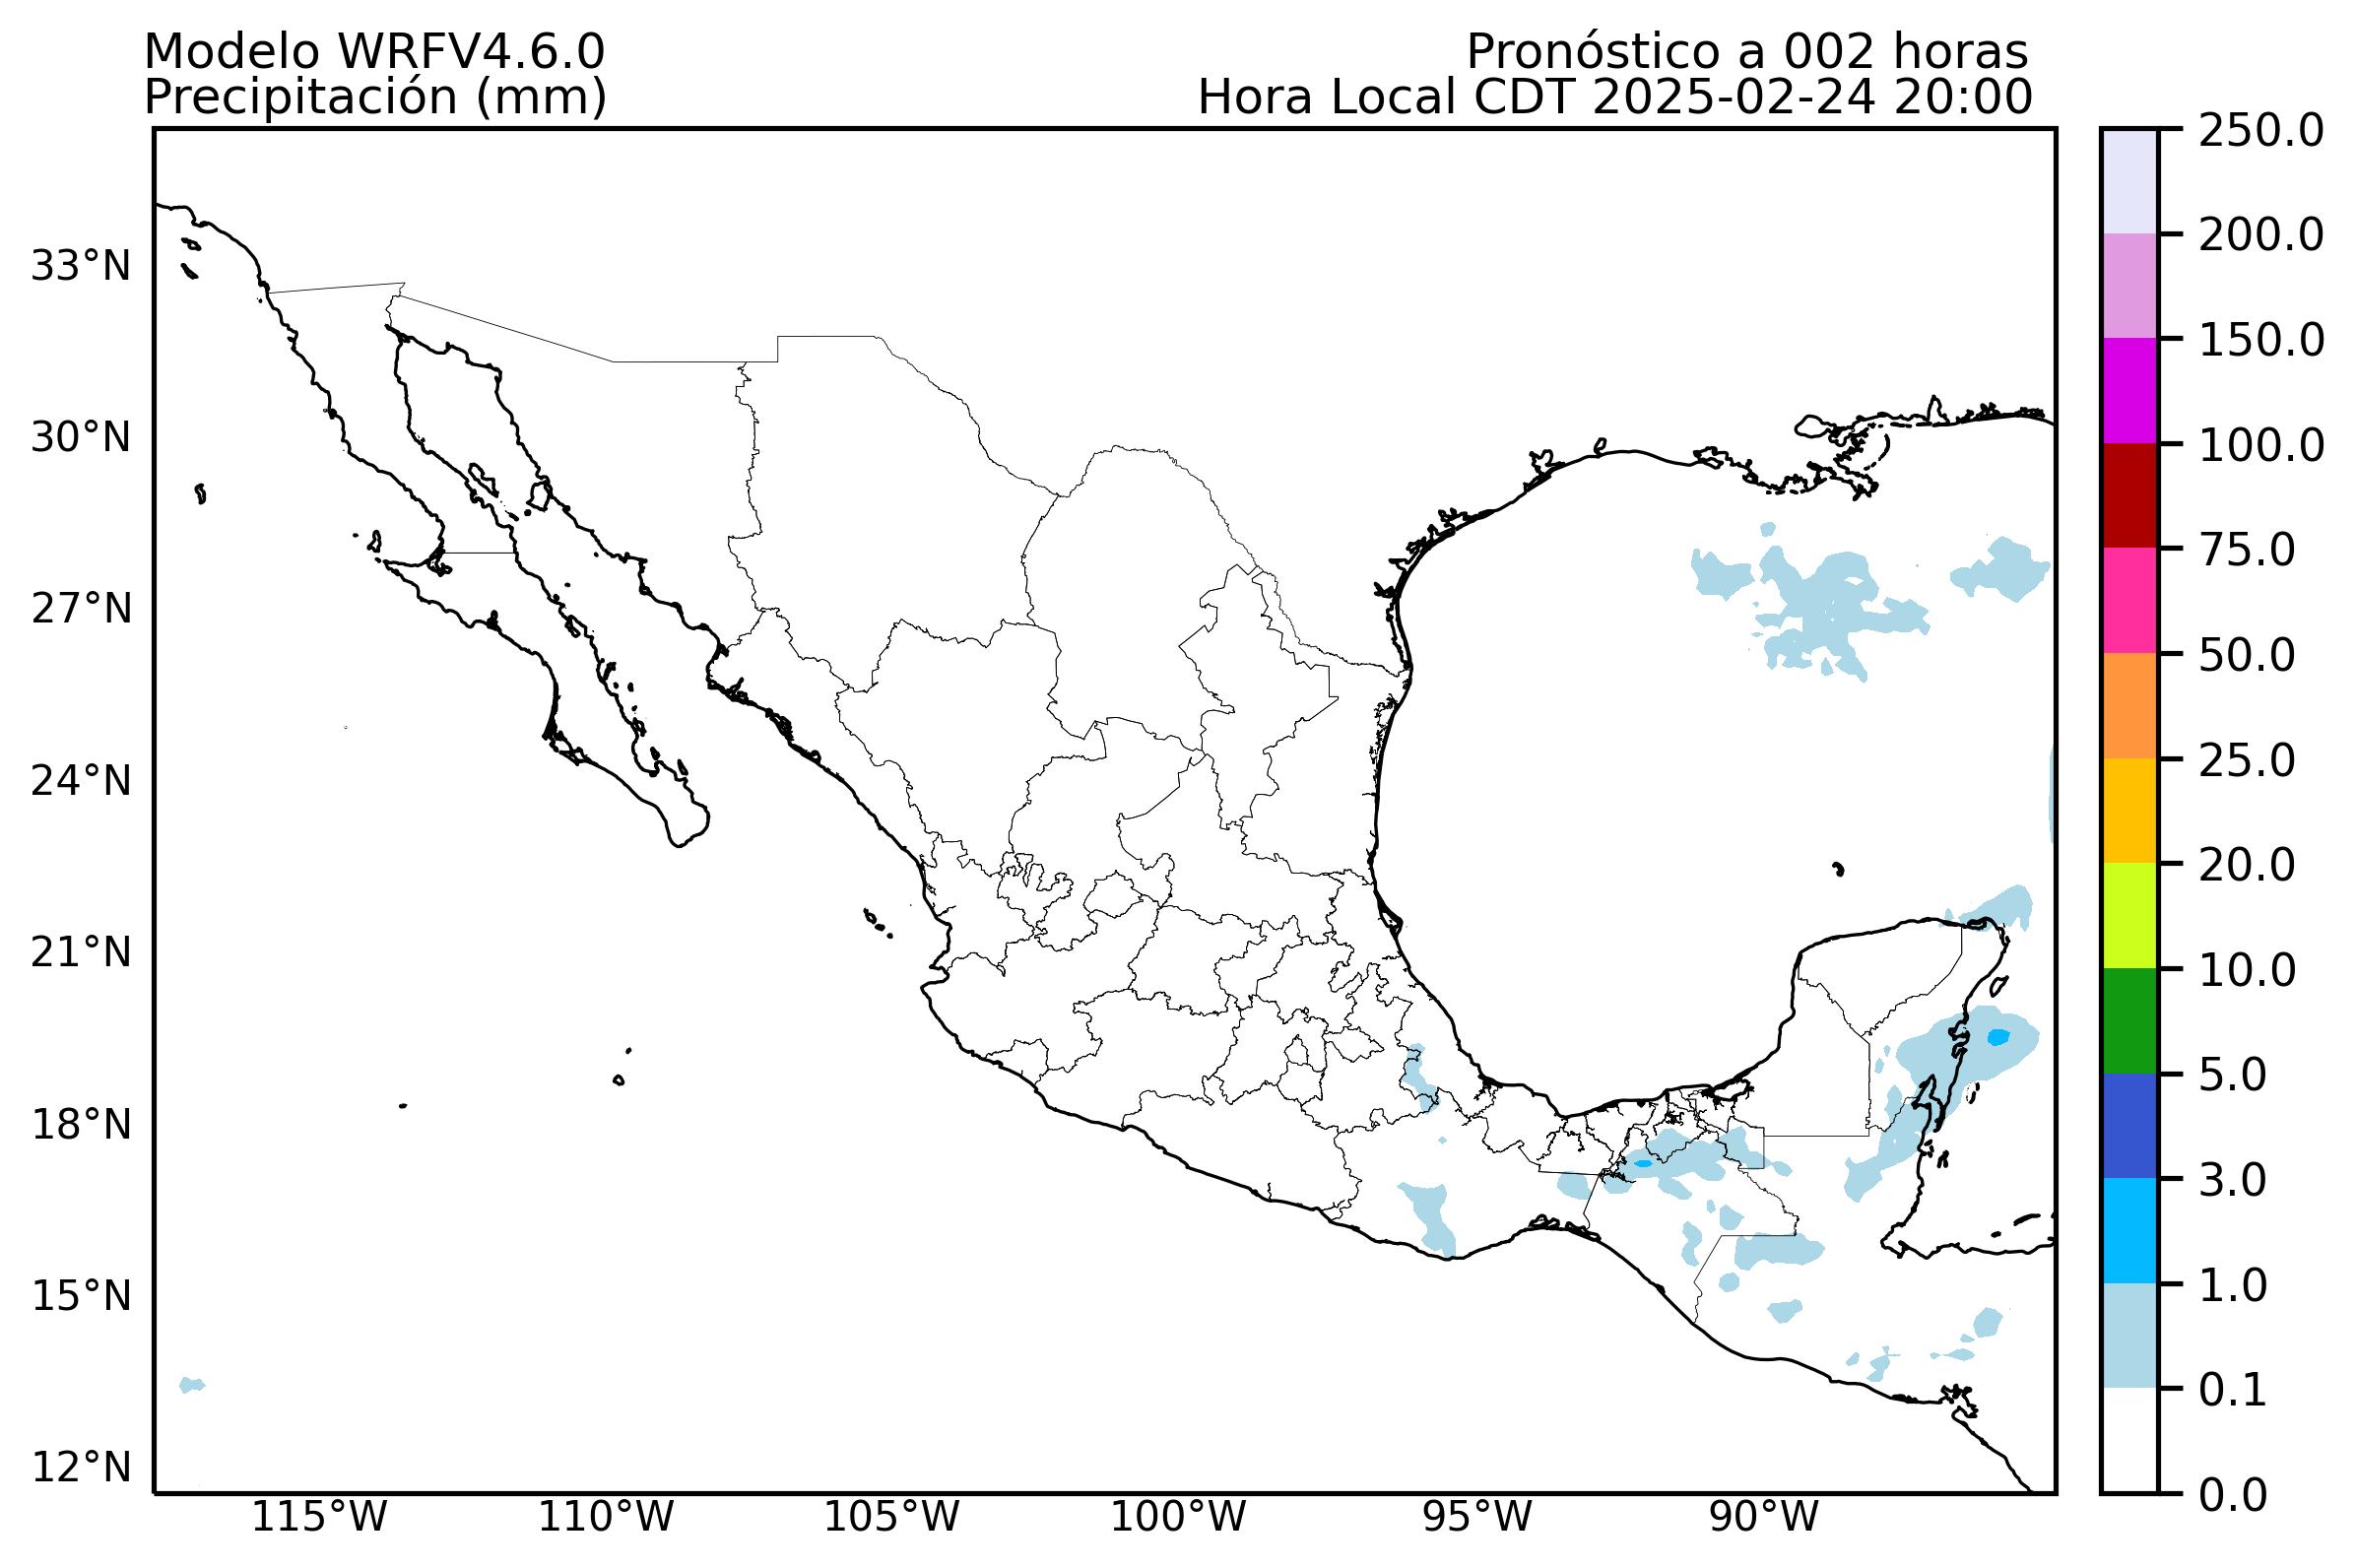 Modelo WRFV4.6.0
Precipitación (mm)
Pronóstico a 002 horas
Hora Local CDT 2025-02-24 20:00
33°N
30°N
27°N
24°N
21°N
18°N
15°N
12°N
115°W
110°W
105°W
100°W
95°W
90°W
250.0
200.0
150.0
100.0
75.0
50.0
25.0
20.0
10.0
5.0
3.0
1.0
0.1
0.0